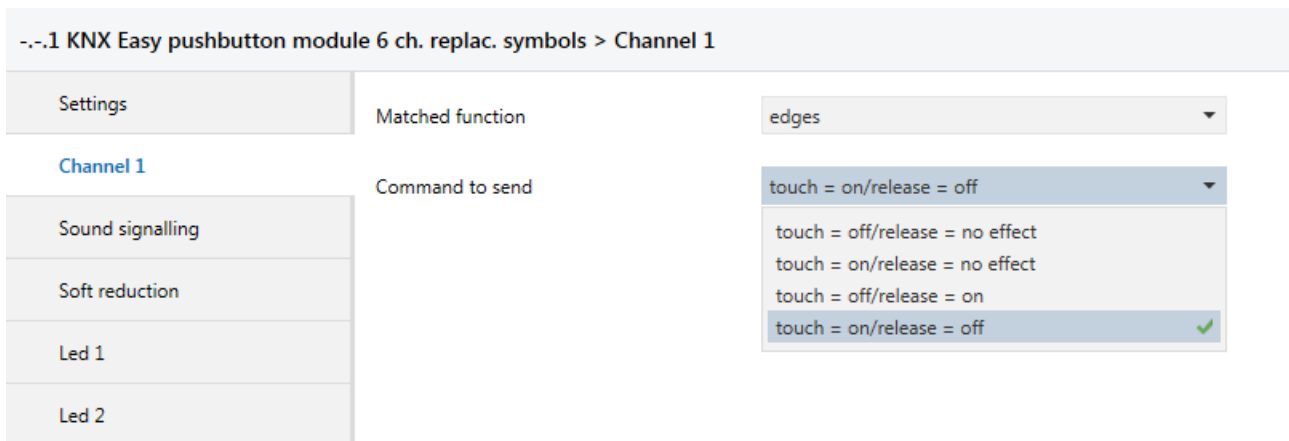 -.-.1 KNX Easy pushbutton module 6 ch. replac. symbols > Channel 1
Settings
Channel 1
Sound signalling
Soft reduction
Led 1
Led 2
Matched function
edges
Command to send
touch = on/release = off
touch = off/release = no effect
touch = on/release = no effect
touch = off/release = on
touch = on/release = off